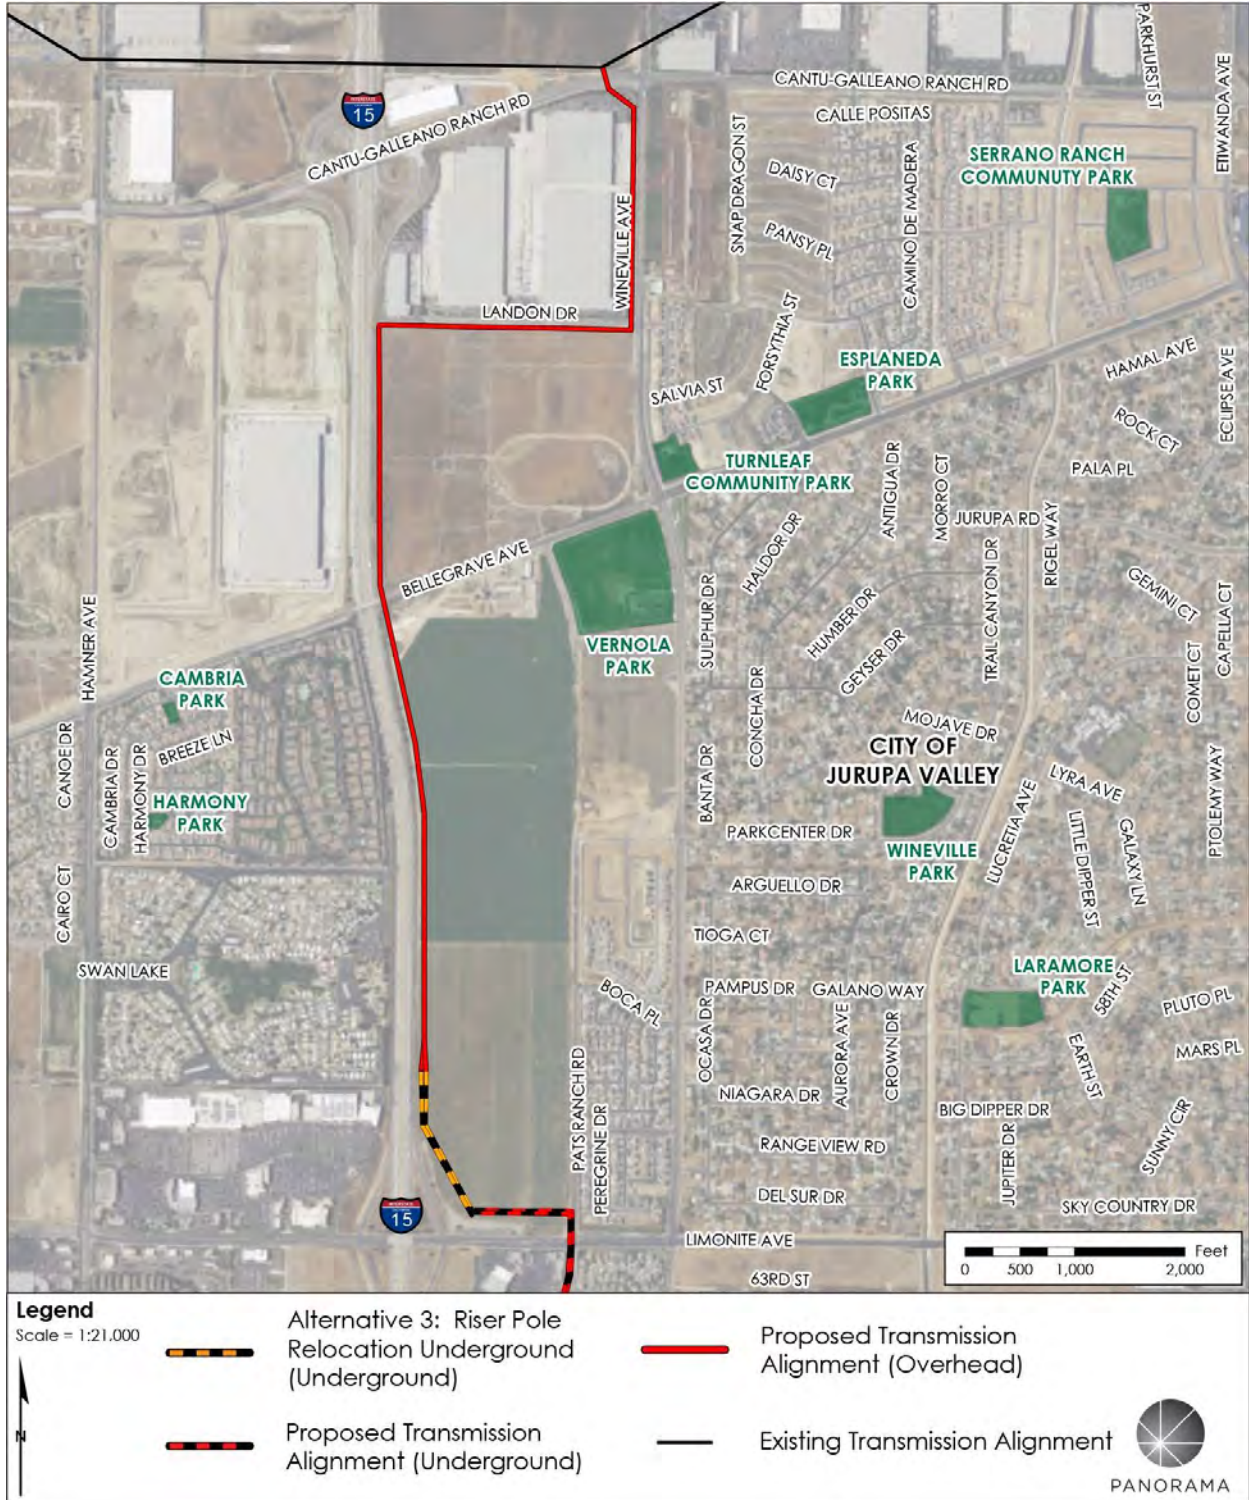 PARKHURST ST
ETIWANDA AVE
CANTU-GALLEANO RANCH RD
15
CANTU-GALLEANO RANCH RD
CALLE POSITAS
SNAP DRAGON ST
DAISY CT
CAMINO DE MADERA
SERRANO RANCH
COMMUNUTY PARK
WINEVILLE AVE
PANSY PL
LANDON DR
FORSYTHIA ST
ESPLANEDA
PARK
HAMAL AVE
ECLIPSE AVE
SALVIA ST
ROCK CT
TURNLEAF
COMMUNITY PARK
ANTIGUA DR
MORRO CT
PALA PL
JURUPA RD
RIGEL WAY
HALDOR DR
BELLEGRAVE AVE
TRAIL CANYON DR
GEMINI CT
CAPELLA CT
HAMNER AVE
SULPHUR DR
HUMBER DR
GEYSER DR
VERNOLA
PARK
CAMBRIA
PARK
COMET CT
CANOE DR
CAMBRIA DR
HARMONY DR
BREEZE LN
CONCHA DR
MOJAVE DR
CITY OF
JURUPA VALLEY
HARMONY
PARK
BANTA DR
LYRA AVE
PTOLEMY WAY
PARKCENTER DR
WINEVILLE
PARK
LUCRETIA AVE
LITTLE DIPPER ST
GALAXY LN
CAIRO CT
ARGUELLO DR
TIOGA CT
SWAN LAKE
LARAMORE
PARK
58TH ST
BOCA PL
PAMPUS DR
GALANO WAY
PLUTO PL
OCASA DR
AURORA AVE
CROWN DR
EARTH ST
MARS PL
PATS RANCH RD
PEREGRINE DR
NIAGARA DR
BIG DIPPER DR
JUPITER DR
SUNNY CIR
RANGE VIEW RD
15
DEL SUR DR
SKY COUNTRY DR
LIMONITE AVE
63RD ST
Feet
0 500 1,000 2,000
Legend
Scale = 1:21,000
N
Alternative 3: Riser Pole
Relocation Underground
(Underground)
Proposed Transmission
Alignment (Overhead)
Proposed Transmission
Alignment (Underground)
Existing Transmission Alignment
PANORAMA